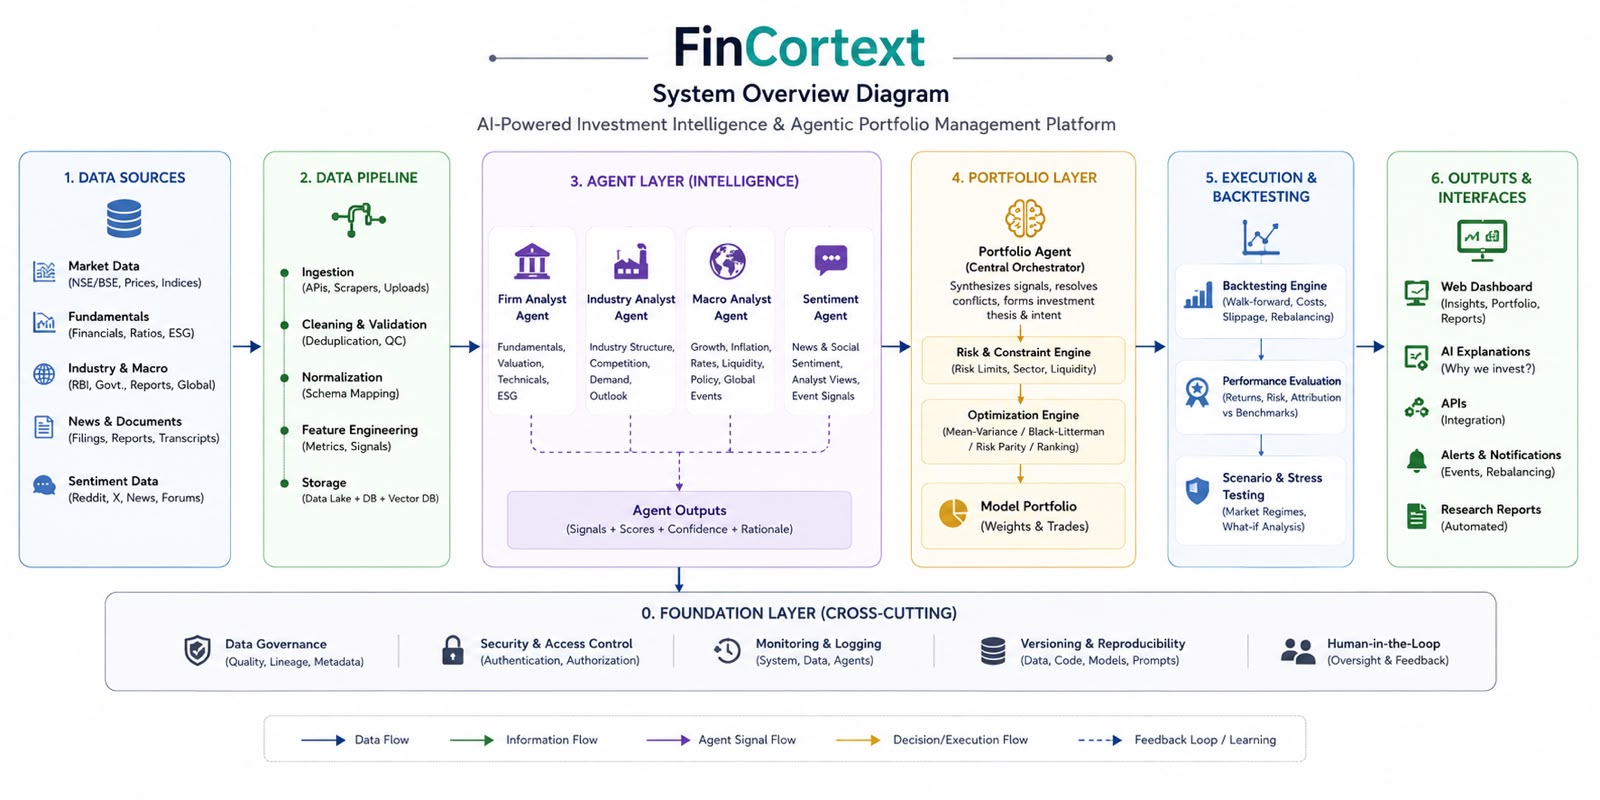 FinCortext
System Overview Diagram
AI-Powered Investment Intelligence & Agentic Portfolio Management Platform
1. DATA SOURCES
Market Data
(NSE/BSE, Prices, Indices)
Fundamentals
(Financials, Ratios, ESG)
Industry & Macro
(RBI, Govt., Reports, Global)
News & Documents
(Filings, Reports, Transcripts)
Sentiment Data
(Reddit, X, News, Forums)
2. DATA PIPELINE
Ingestion
(APIs, Scrapers, Uploads)
Cleaning & Validation
(Deduplication, QC)
Normalization
(Schema Mapping)
Feature Engineering
(Metrics, Signals)
Storage
(Data Lake + DB + Vector DB)
3. AGENT LAYER (INTELLIGENCE)
Firm Analyst
Agent
Fundamentals,
Valuation,
Technicals,
ESG
Industry Analyst
Agent
Industry Structure,
Competition,
Demand,
Outlook
Macro Analyst
Agent
Growth, Inflation,
Rates, Liquidity,
Policy, Global
Events
Sentiment
Agent
News & Social
Sentiment,
Analyst Views,
Event Signals
Agent Outputs
(Signals + Scores + Confidence + Rationale)
4. PORTFOLIO LAYER
Portfolio Agent
(Central Orchestrator)
Synthesizes signals, resolves
conflicts, forms investment
thesis & intent
Risk & Constraint Engine
(Risk Limits, Sector, Liquidity)
Optimization Engine
(Mean-Variance / Black-Litterman
/ Risk Parity / Ranking)
Model Portfolio
(Weights & Trades)
5. EXECUTION &
BACKTESTING
Backtesting Engine
(Walk-forward, Costs,
Slippage, Rebalancing)
Performance Evaluation
(Returns, Risk, Attribution
vs Benchmarks)
Scenario & Stress
Testing
(Market Regimes,
What-if Analysis)
6. OUTPUTS &
INTERFACES
Web Dashboard
(Insights, Portfolio,
Reports)
AI Explanations
(Why we invest?)
APIs
(Integration)
Alerts & Notifications
(Events, Rebalancing)
Research Reports
(Automated)
0. FOUNDATION LAYER (CROSS-CUTTING)
Data Governance
(Quality, Lineage, Metadata)
Security & Access Control
(Authentication, Authorization)
Monitoring & Logging
(System, Data, Agents)
Versioning & Reproducibility
(Data, Code, Models, Prompts)
Human-in-the-Loop
(Oversight & Feedback)
Data Flow
Information Flow
Agent Signal Flow
Decision/Execution Flow
Feedback Loop / Learning